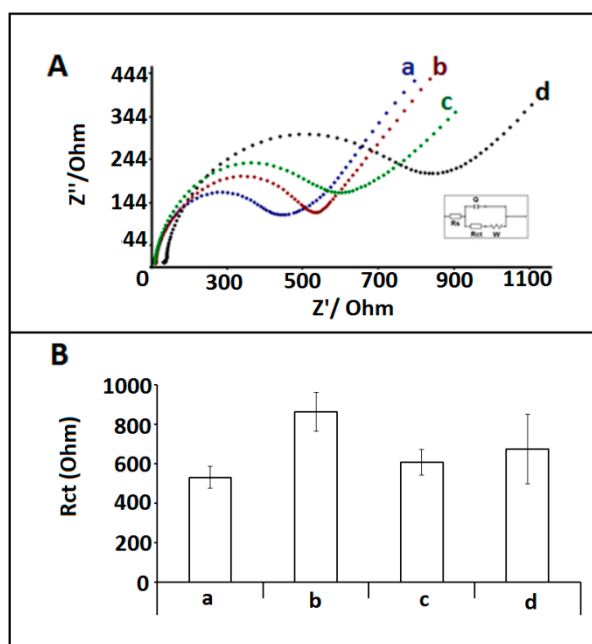 A
a b
c
d
444
344
244
144
44
Z''/Ohm
Q
Rs
Rct W
0 300 500 700 900 1100
Z'/ Ohm
B
1000
800
600
400
200
0
Rct (Ohm)
a b c d